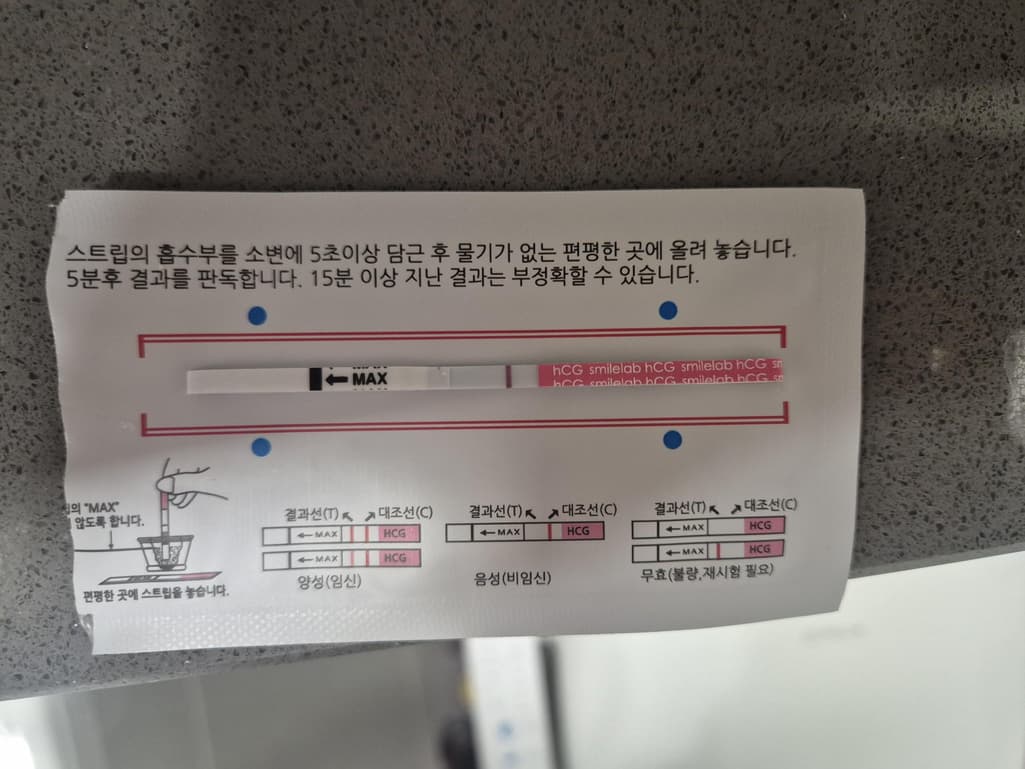 스트립의 흡수부를 소변에 5초이상 담근 후 물기가 없는 편평한 곳에 올려 놓습니다.
5분후 결과를 판독합니다. 15분 이상 지난 결과는 부정확할 수 있습니다.
MAX
hCG smilelab hCG smilelab hCG
hCG smilelab hCG smilelab hCG
의 "MAX"
않도록 합니다.
편평한 곳에 스트립을 놓습니다.
결과선(T) 대조선(C)
MAX HCG
MAX HCG
양성(임신)
결과선(T) 대조선(C)
MAX HCG
음성(비임신)
결과선(T) 대조선(C)
MAX HCG
MAX HCG
무효(불량,재시험 필요)